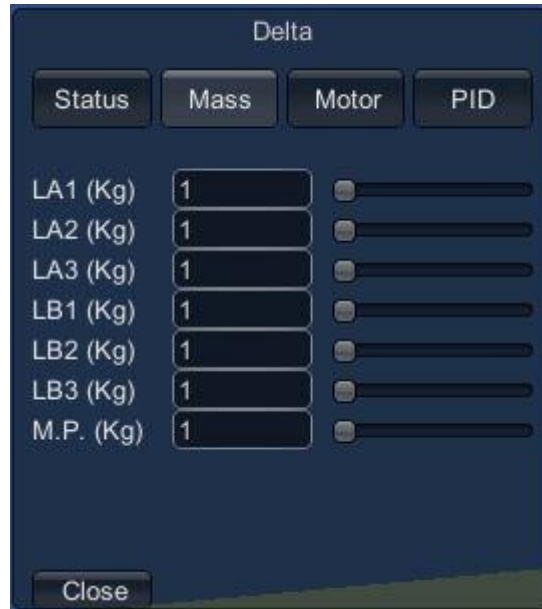 Delta
Status Mass Motor PID
LA1 (Kg) 1
LA2 (Kg) 1
LA3 (Kg) 1
LB1 (Kg) 1
LB2 (Kg) 1
LB3 (Kg) 1
M.P. (Kg) 1
Close